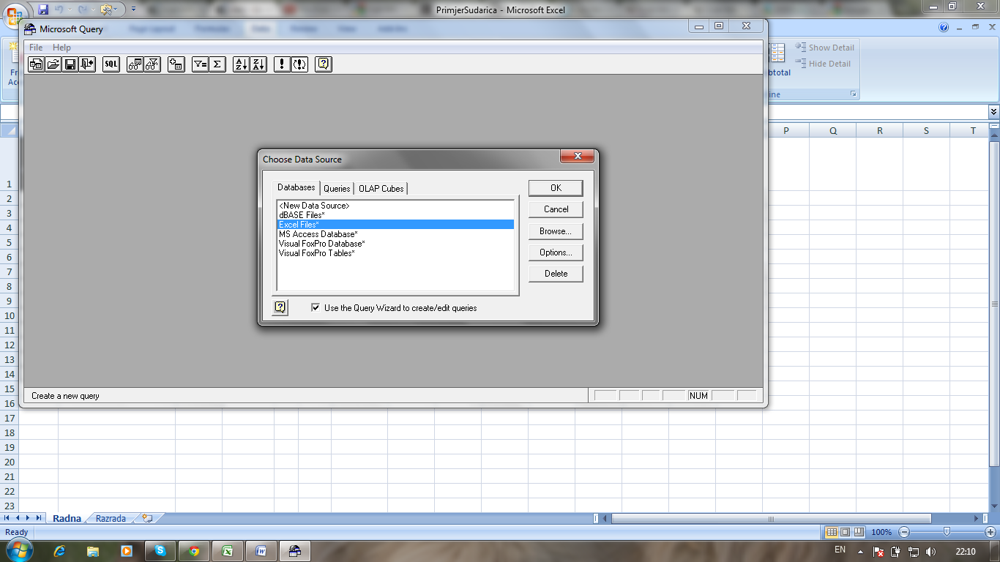 PrimjerSudarica - Microsoft Excel
Microsoft Query
File Help
SQL
Show Detail
Hide Detail
btotal
ine
Fr
Acc
P Q R S T
Choose Data Source
Databases Queries OLAP Cubes
<New Data Source>
dBASE Files*
Excel Files*
MS Access Database*
Visual FoxPro Database*
Visual FoxPro Tables*
OK
Cancel
Browse...
Options...
Delete
Use the Query Wizard to create/edit queries
Create a new query
NUM
1
2
3
4
5
6
7
8
9
10
11
12
13
14
15
16
17
18
19
20
21
22
23
Radna Razrada
Ready
100%
EN
22:10